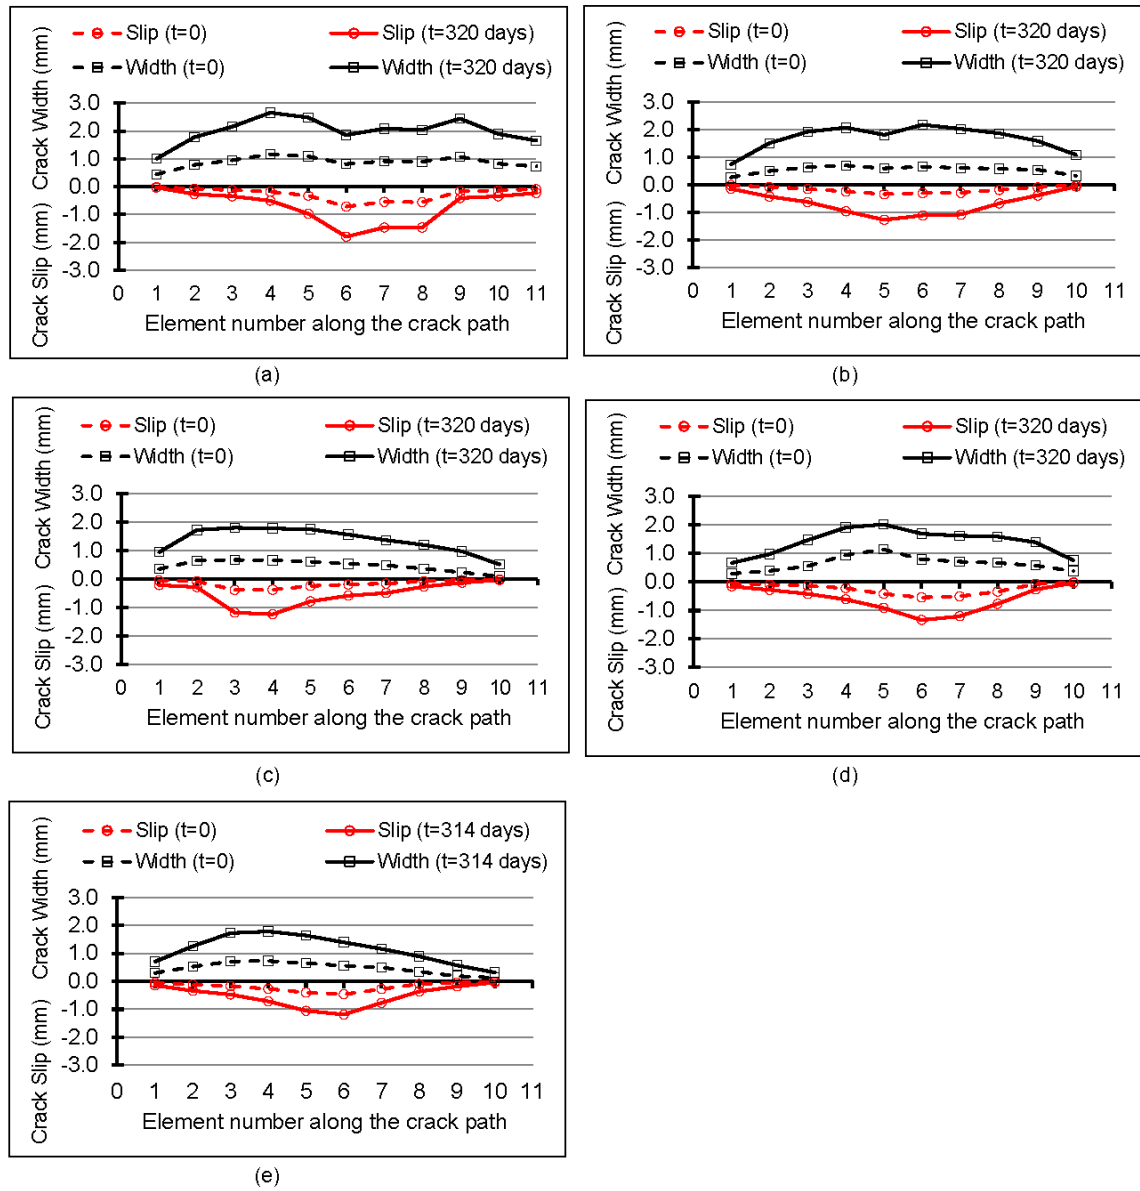 Slip (t=0)
Slip (t=320 days)
Width (t=0)
Width (t=320 days)
Crack Width (mm)
Crack Slip (mm)
3.0
2.0
1.0
0.0
-1.0
-2.0
-3.0
0 1 2 3 4 5 6 7 8 9 10 11
Element number along the crack path
(a)
Slip (t=0)
Slip (t=320 days)
Width (t=0)
Width (t=320 days)
Crack Width (mm)
Crack Slip (mm)
3.0
2.0
1.0
0.0
-1.0
-2.0
-3.0
0 1 2 3 4 5 6 7 8 9 10 11
Element number along the crack path
(b)
Slip (t=0)
Slip (t=320 days)
Width (t=0)
Width (t=320 days)
Crack Width (mm)
Crack Slip (mm)
3.0
2.0
1.0
0.0
-1.0
-2.0
-3.0
0 1 2 3 4 5 6 7 8 9 10 11
Element number along the crack path
(c)
Slip (t=0)
Slip (t=320 days)
Width (t=0)
Width (t=320 days)
Crack Width (mm)
Crack Slip (mm)
3.0
2.0
1.0
0.0
-1.0
-2.0
-3.0
0 1 2 3 4 5 6 7 8 9 10 11
Element number along the crack path
(d)
Slip (t=0)
Slip (t=314 days)
Width (t=0)
Width (t=314 days)
Crack Width (mm)
Crack Slip (mm)
3.0
2.0
1.0
0.0
-1.0
-2.0
-3.0
0 1 2 3 4 5 6 7 8 9 10 11
Element number along the crack path
(e)